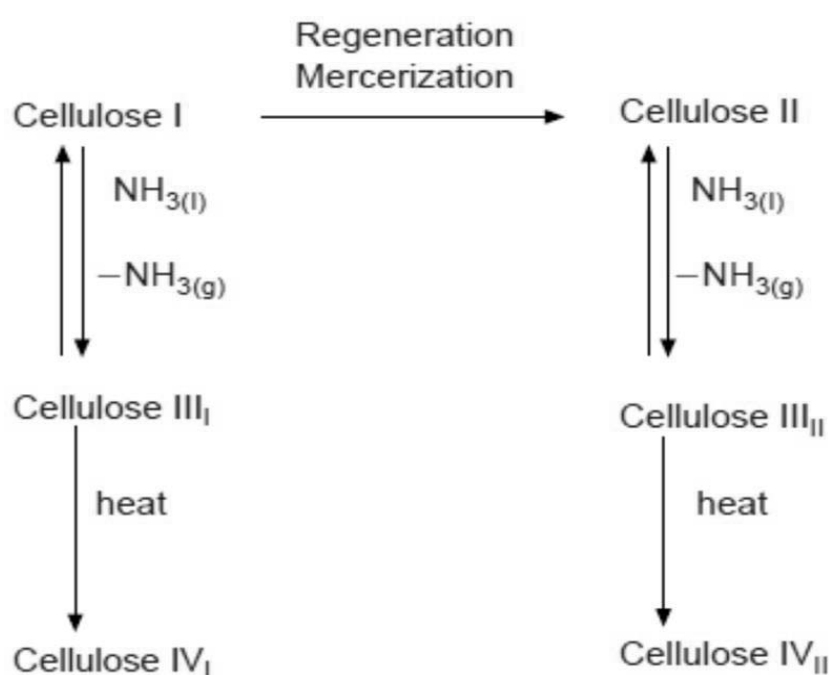 Regeneration
Mercerization
Cellulose I
Cellulose II
NH₃₍ₗ₎
NH₃₍ₗ₎
−NH₃(g)
−NH₃(g)
Cellulose IIII
Cellulose IIIII
heat
heat
Cellulose IVI
Cellulose IVII